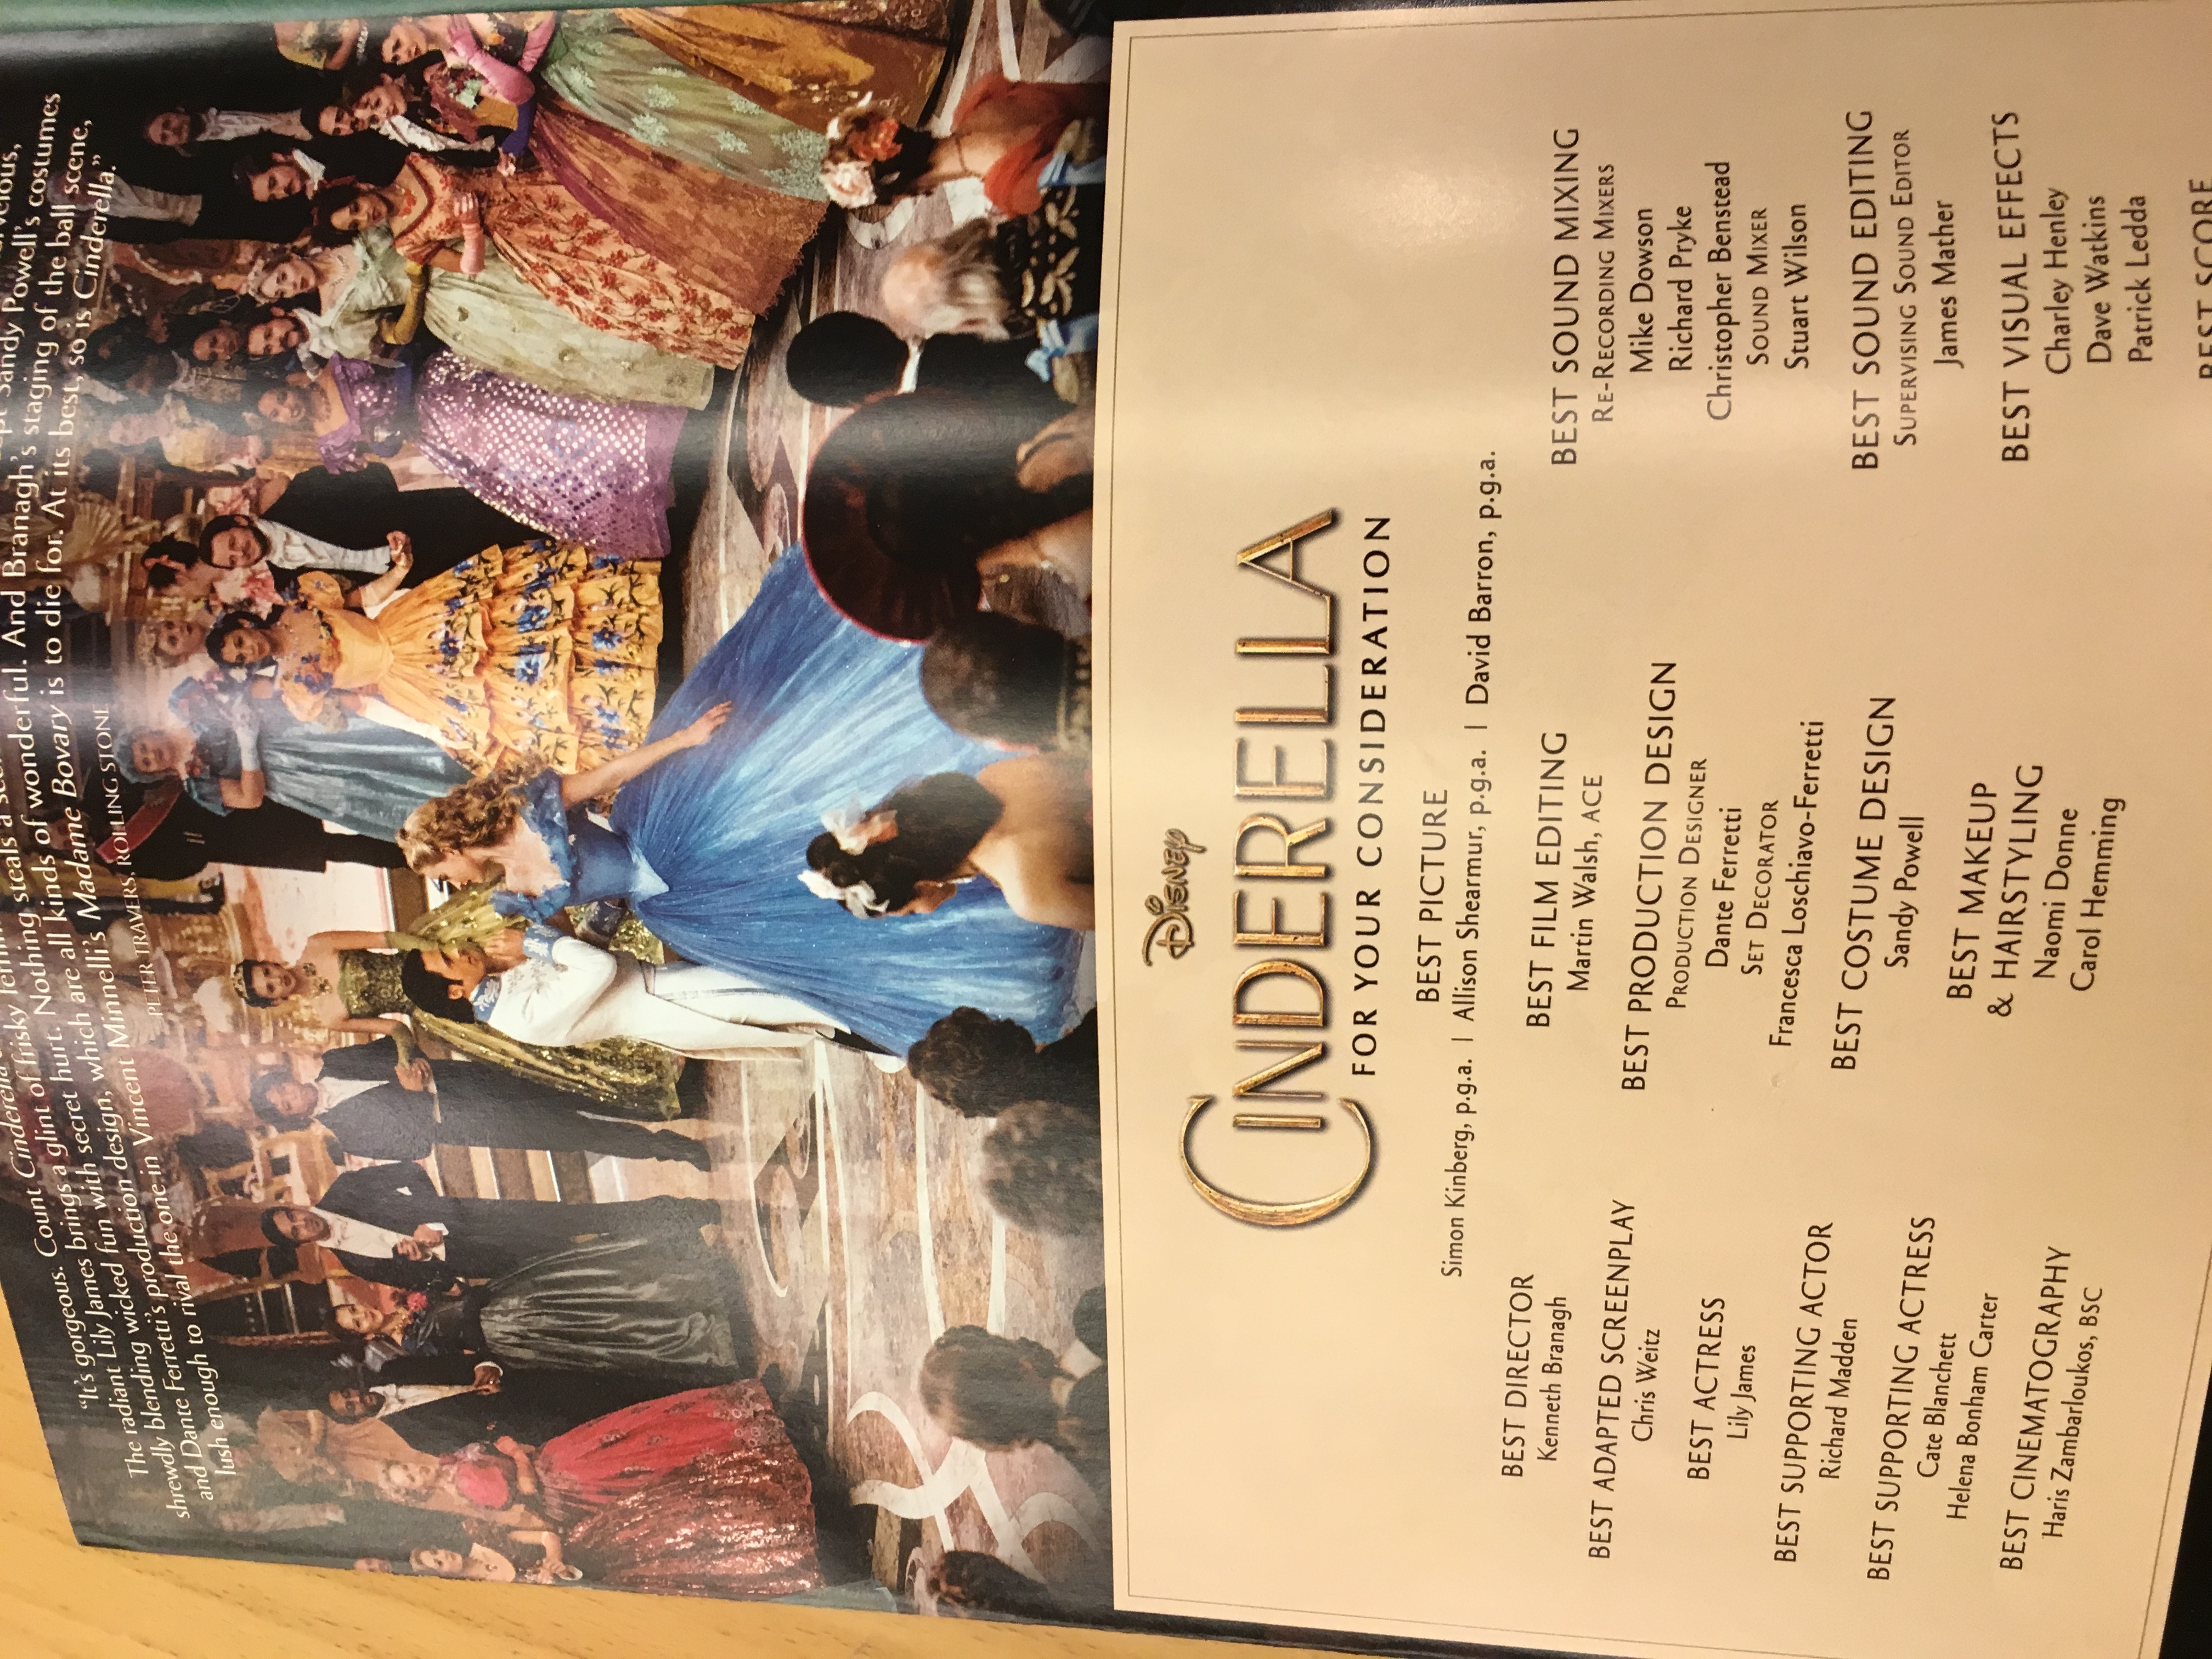 velous,
"It's gorgeous. Count Cinderella
Sandy Powell's costumes
The radiant Lily James brings a glint of frisky
shrewdly blending wicked fun with secret hurt. Nothing steals a
and Dante Ferretti's production design, which are all kinds of wonderful. And Branagh's staging of the ball scene,
lush enough to rival the one in Vincent Minnelli's Madame Bovary is to die for. At its best, so is Cinderella."
PETER TRAVERS, ROLLING STONE
Disney
CINDERELLA
FOR YOUR CONSIDERATION
BEST PICTURE
Simon Kinberg, p.g.a. | Allison Shearmur, p.g.a. | David Barron, p.g.a.
BEST DIRECTOR
Kenneth Branagh
BEST ADAPTED SCREENPLAY
Chris Weitz
BEST ACTRESS
Lily James
BEST SUPPORTING ACTOR
Richard Madden
BEST SUPPORTING ACTRESS
Cate Blanchett
Helena Bonham Carter
BEST CINEMATOGRAPHY
Haris Zambarloukos, BSC
BEST FILM EDITING
Martin Walsh, ACE
BEST PRODUCTION DESIGN
PRODUCTION DESIGNER
Dante Ferretti
SET DECORATOR
Francesca Loschiavo-Ferretti
BEST COSTUME DESIGN
Sandy Powell
BEST MAKEUP
& HAIRSTYLING
Naomi Donne
Carol Hemming
BEST SOUND MIXING
RE-RECORDING MIXERS
Mike Dowson
Richard Pryke
Christopher Benstead
SOUND MIXER
Stuart Wilson
BEST SOUND EDITING
SUPERVISING SOUND EDITOR
James Mather
BEST VISUAL EFFECTS
Charley Henley
Dave Watkins
Patrick Ledda
BEST SCORE